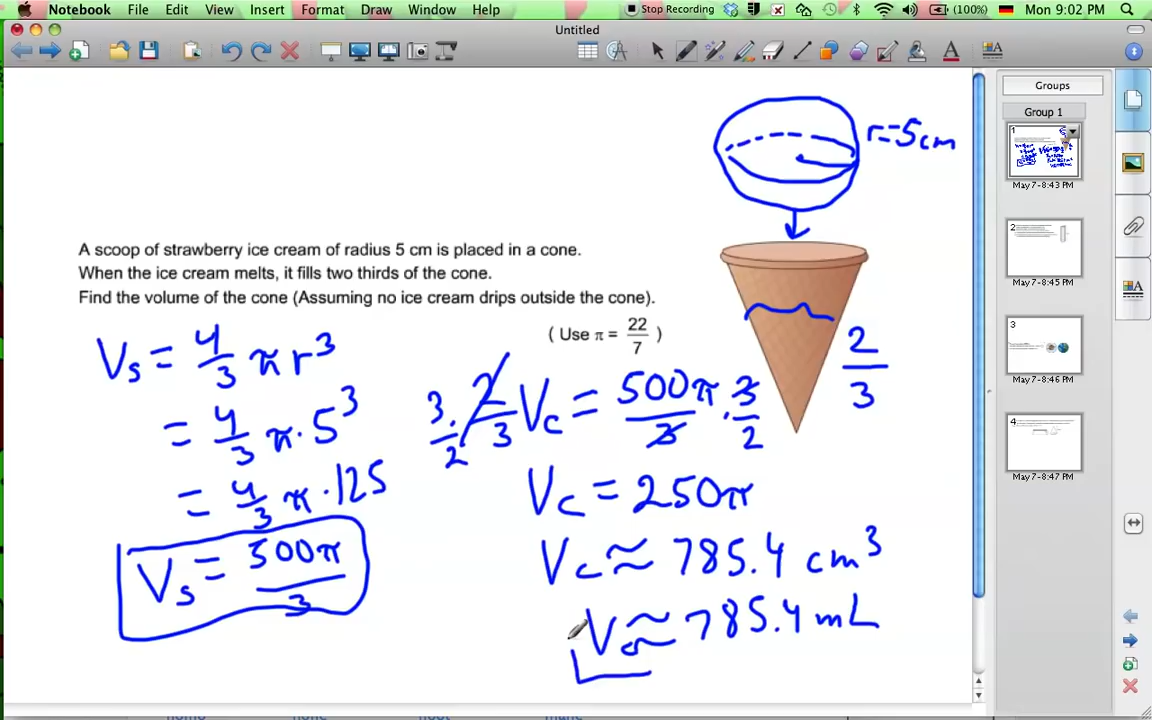 Notebook File Edit View Insert Format Draw Window Help Stop Recording (100%) Mon 9:02 PM
Untitled
Groups
Group 1
1
May 7-8:43 PM
2
May 7-8:45 PM
3
May 7-8:46 PM
4
May 7-8:47 PM
r=5cm
A scoop of strawberry ice cream of radius 5 cm is placed in a cone.
When the ice cream melts, it fills two thirds of the cone.
Find the volume of the cone (Assuming no ice cream drips outside the cone).
( Use π = 22/7 )
2/3
Vs = 4/3 π r³
= 4/3 π · 5³
= 4/3 π · 125
Vs = 500π/3
3/2 · 2/3 Vc = 500π/3 · 3/2
Vc = 250π
Vc ≈ 785.4 cm³
Vc ≈ 785.4 mL